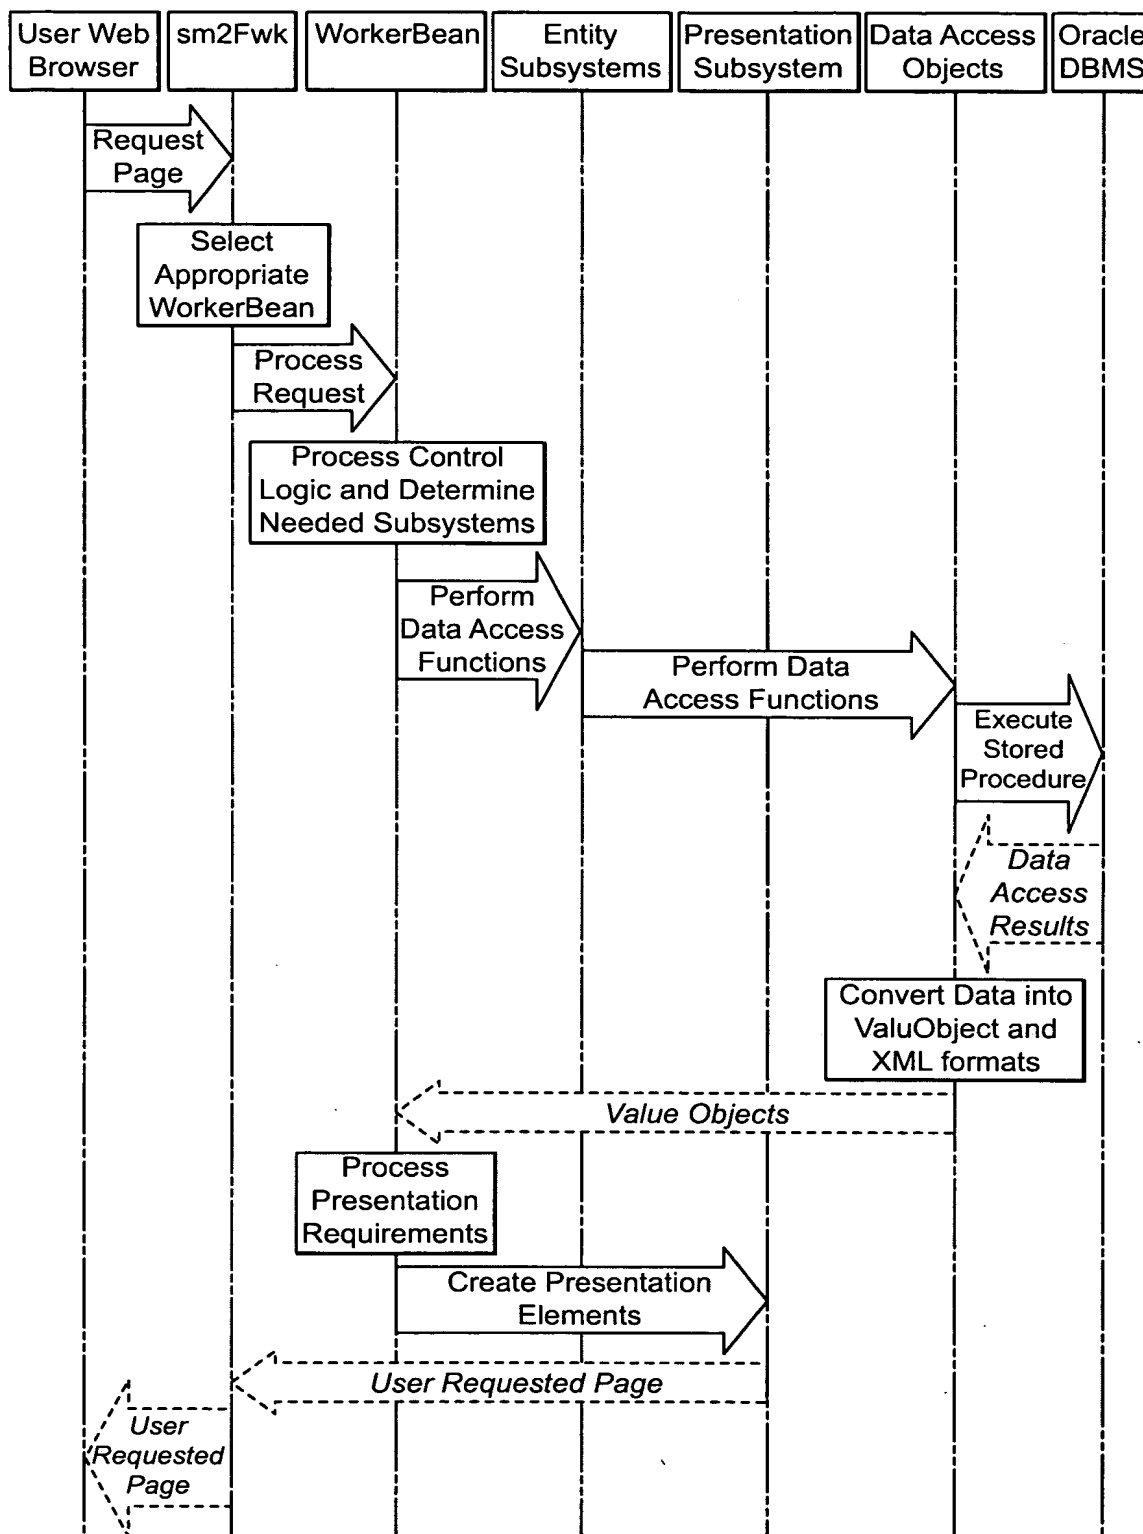 User Web
Browser
sm2Fwk
WorkerBean
Entity
Subsystems
Presentation
Subsystem
Data Access
Objects
Oracle
DBMS
Request
Page
Select
Appropriate
WorkerBean
Process
Request
Process Control
Logic and Determine
Needed Subsystems
Perform
Data Access
Functions
Perform Data
Access Functions
Execute
Stored
Procedure
Data
Access
Results
Convert Data into
ValuObject and
XML formats
Value Objects
Process
Presentation
Requirements
Create Presentation
Elements
User Requested Page
User
Requested
Page